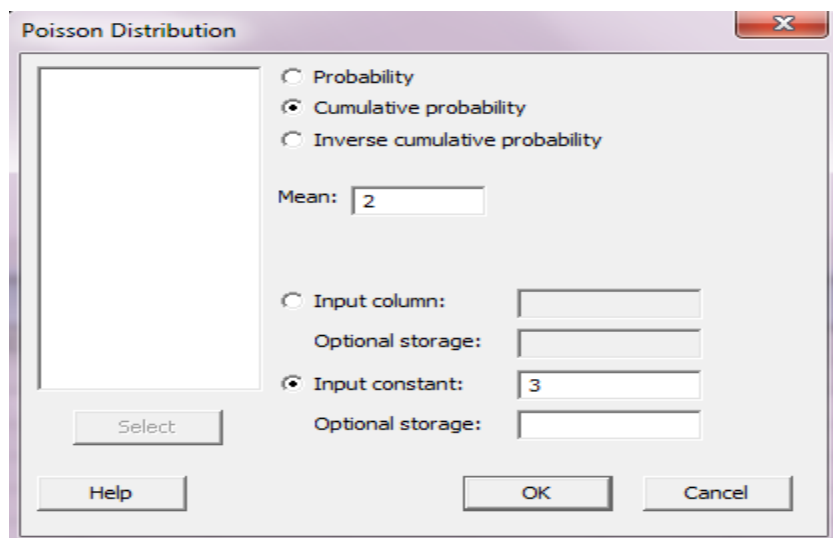 Poisson Distribution
X
Probability
Cumulative probability
Inverse cumulative probability
Mean: 2
Input column:
Optional storage:
Input constant: 3
Optional storage:
Select
Help OK Cancel